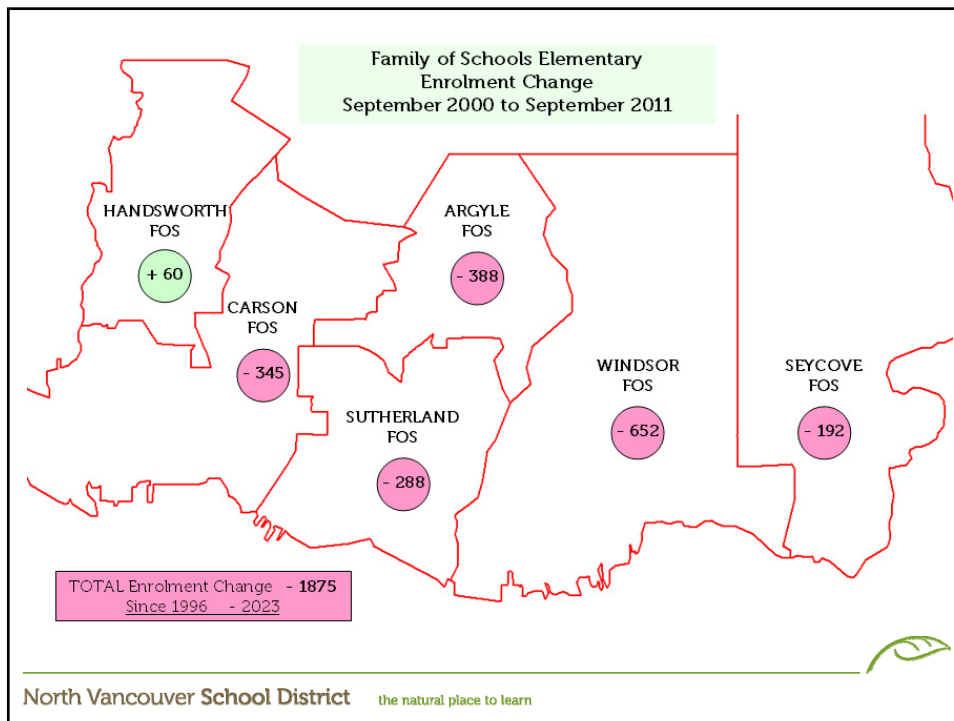 Family of Schools Elementary
Enrolment Change
September 2000 to September 2011
HANDSWORTH
FOS
+ 60
ARGYLE
FOS
- 388
CARSON
FOS
- 345
WINDSOR
FOS
- 652
SEYCOVE
FOS
- 192
SUTHERLAND
FOS
- 288
TOTAL Enrolment Change - 1875
Since 1996 - 2023
North Vancouver School District the natural place to learn